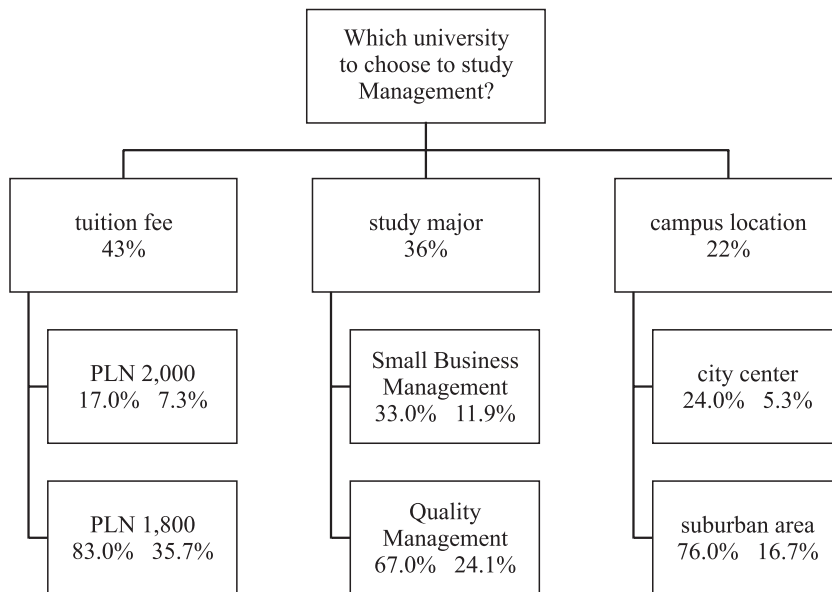 Which university
to choose to study
Management?
tuition fee
43%
study major
36%
campus location
22%
PLN 2,000
17.0% 7.3%
Small Business
Management
33.0% 11.9%
city center
24.0% 5.3%
PLN 1,800
83.0% 35.7%
Quality
Management
67.0% 24.1%
suburban area
76.0% 16.7%